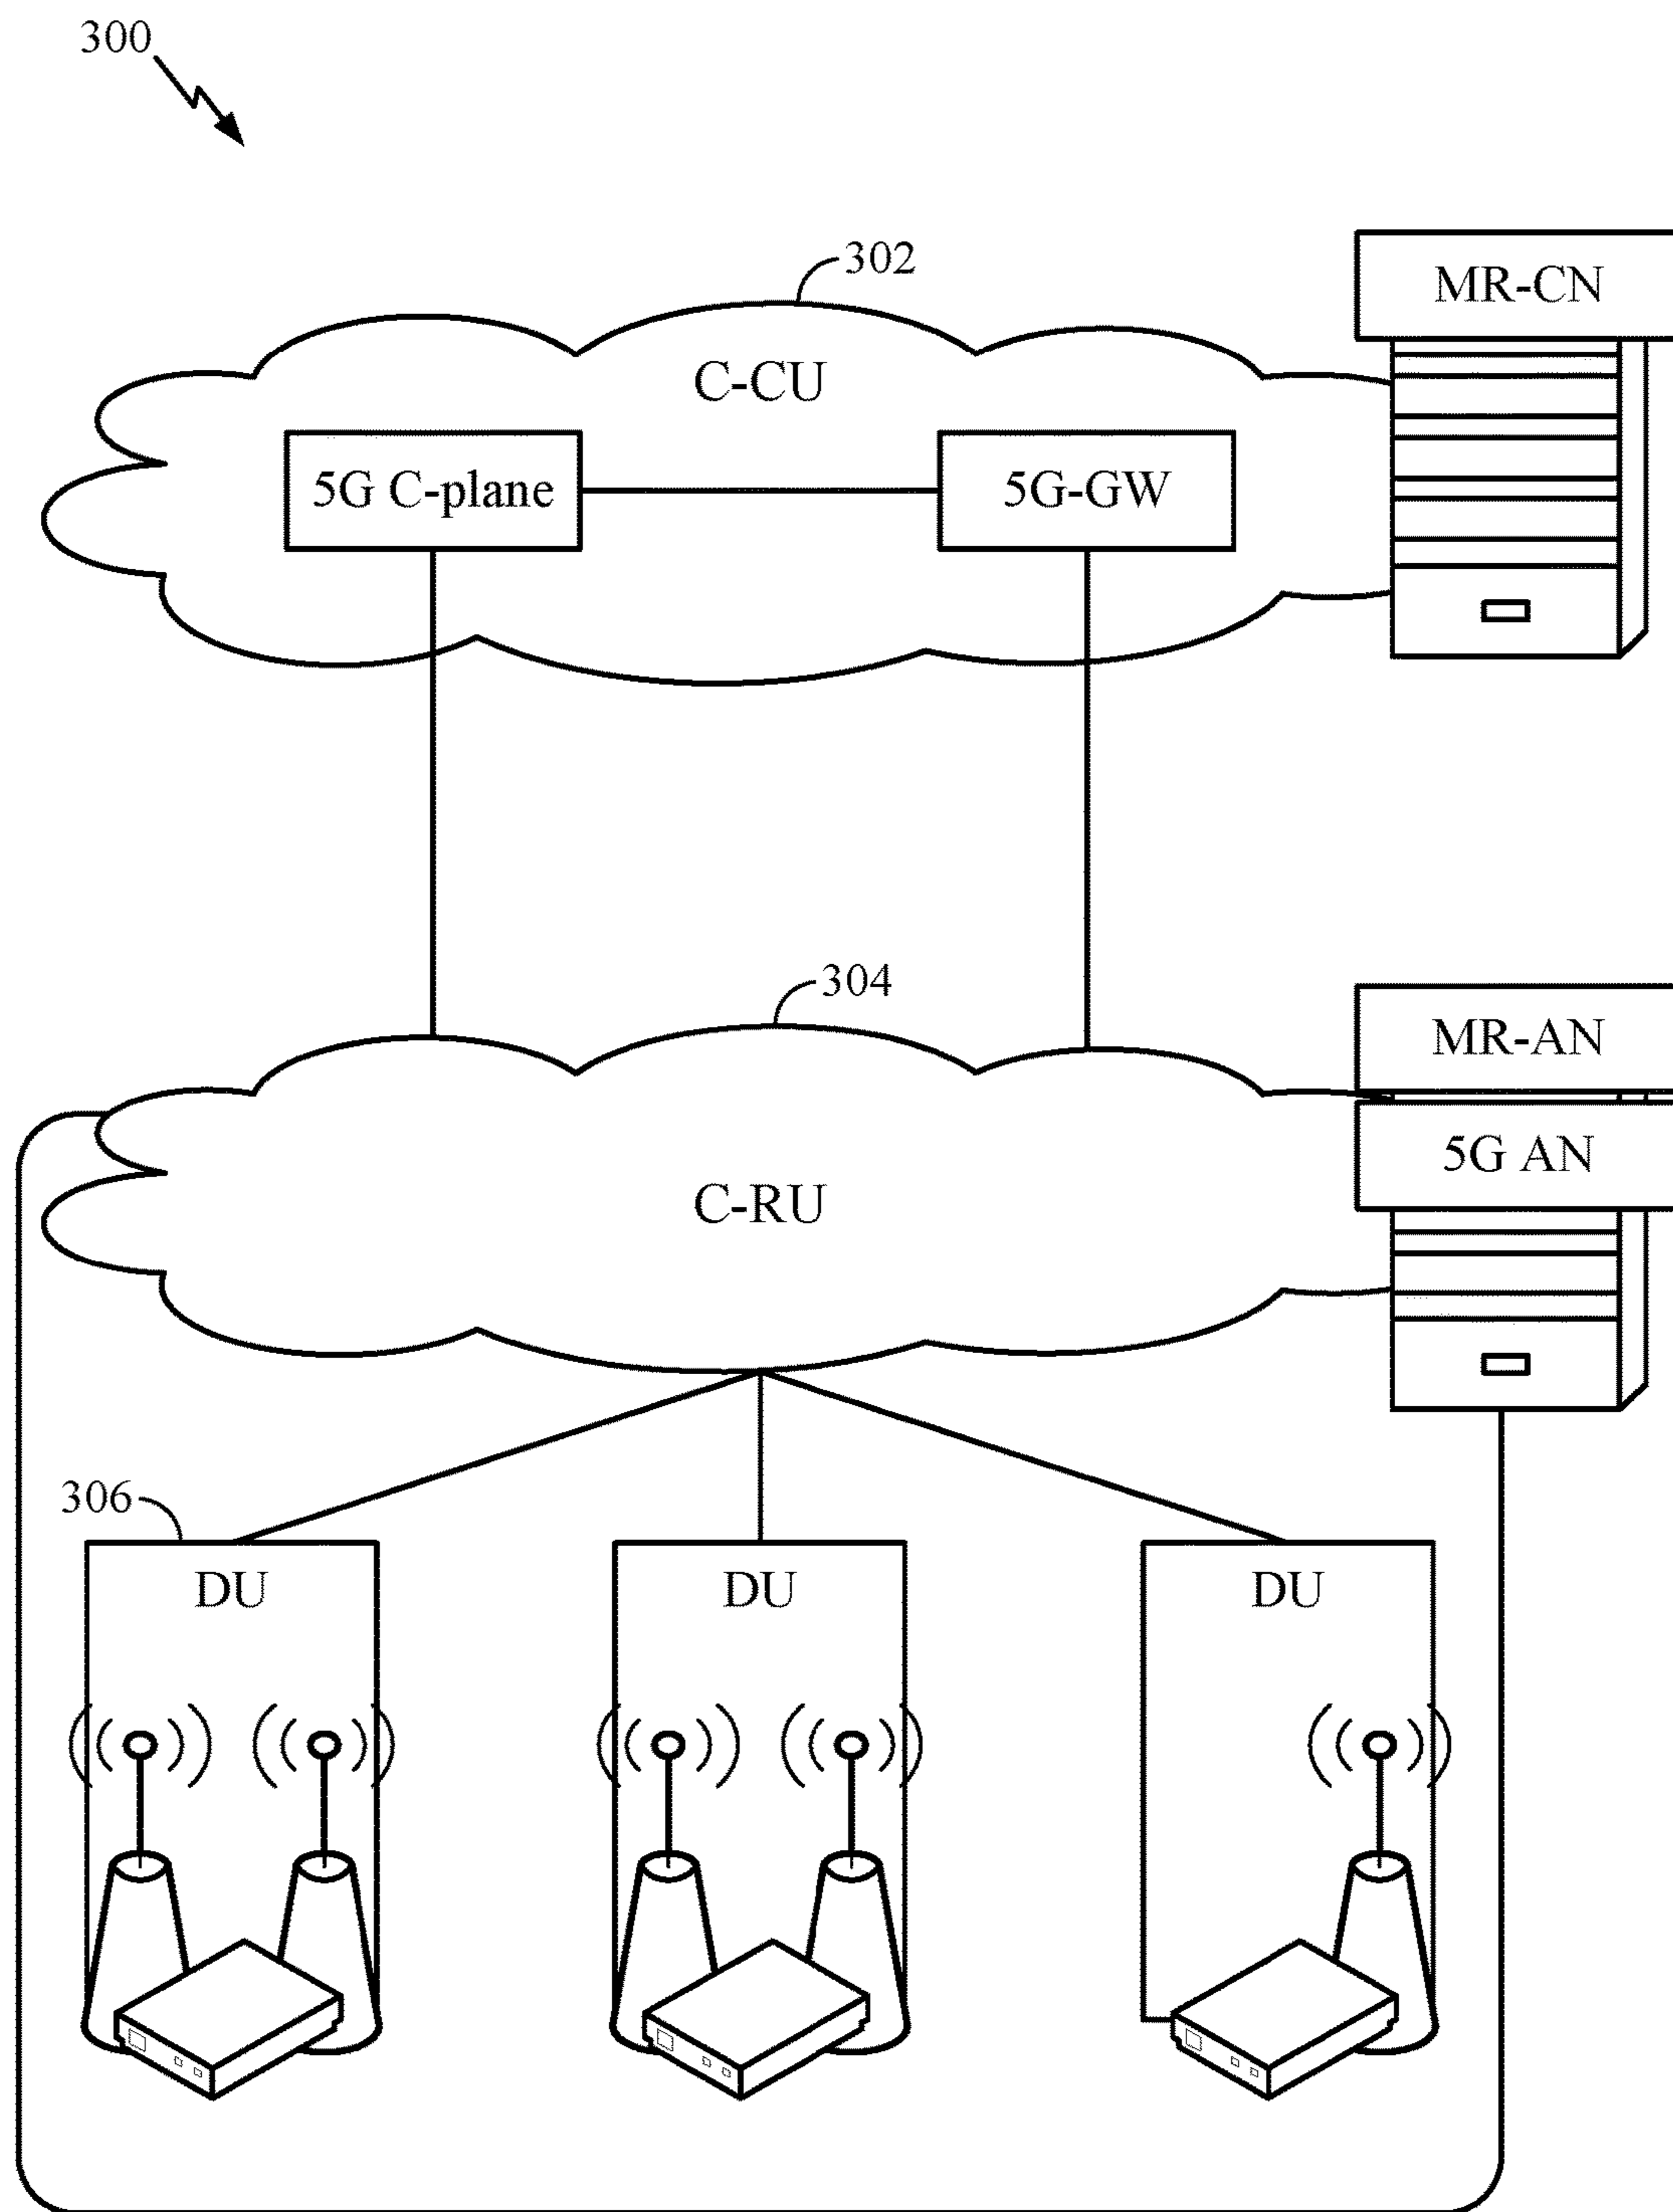 300
302
MR-CN
C-CU
5G C-plane
5G-GW
304
MR-AN
5G AN
C-RU
306
DU
DU
DU